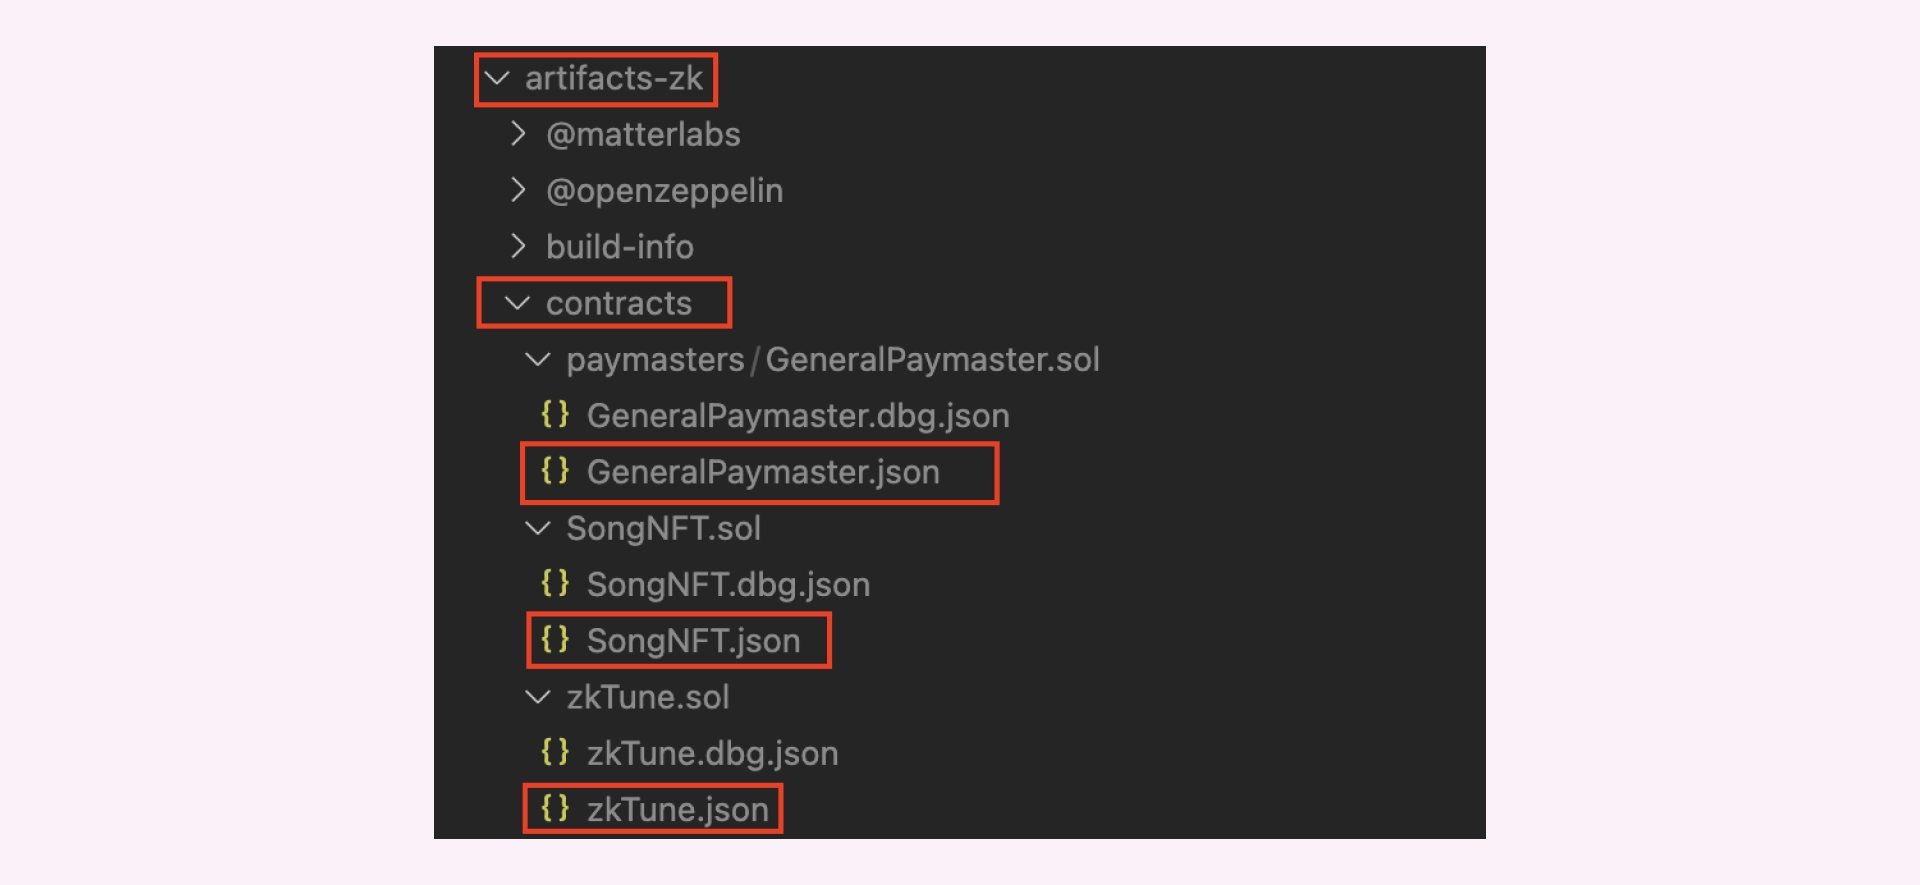 artifacts-zk
@matterlabs
@openzeppelin
build-info
contracts
paymasters/GeneralPaymaster.sol
{} GeneralPaymaster.dbg.json
{} GeneralPaymaster.json
SongNFT.sol
{} SongNFT.dbg.json
{} SongNFT.json
zkTune.sol
{} zkTune.dbg.json
{} zkTune.json